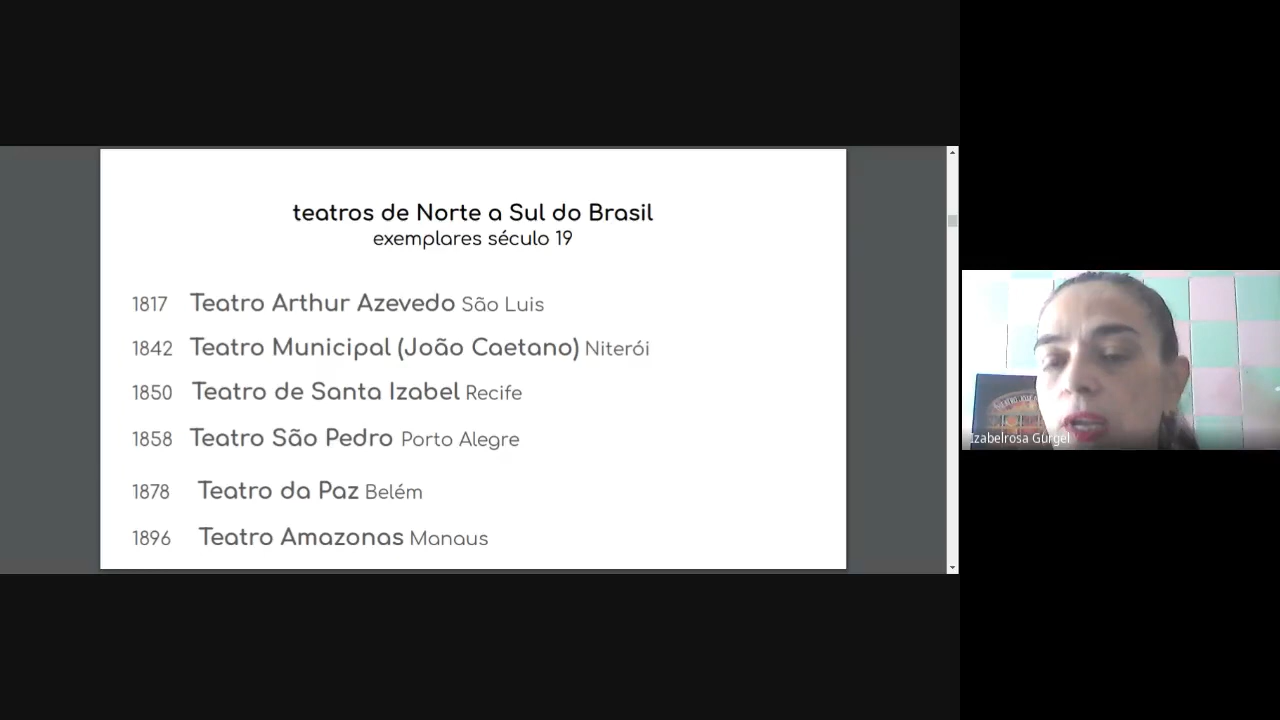 teatros de Norte a Sul do Brasil
exemplares século 19
1817 Teatro Arthur Azevedo São Luis
1842 Teatro Municipal (João Caetano) Niterói
1850 Teatro de Santa Izabel Recife
1858 Teatro São Pedro Porto Alegre
1878 Teatro da Paz Belém
1896 Teatro Amazonas Manaus
Izabelrosa Gurgel